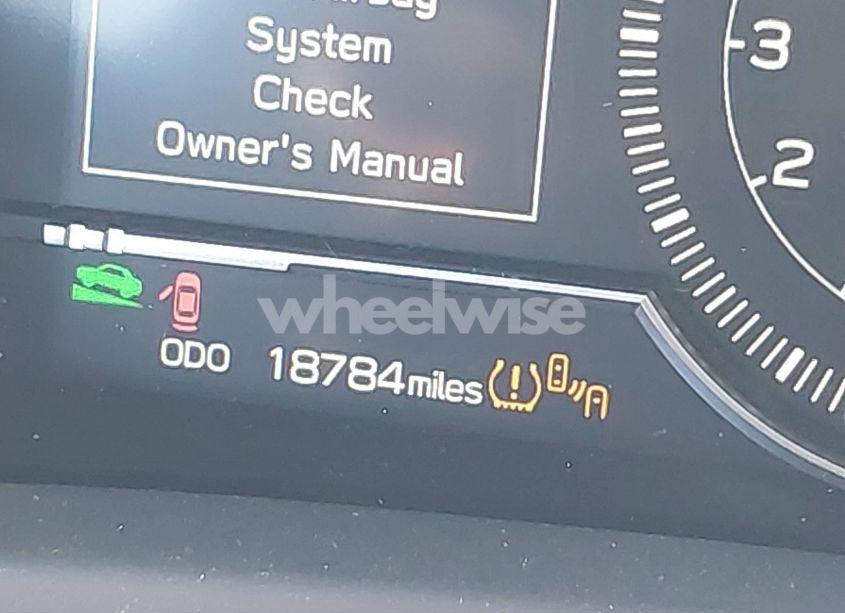 System
Check
Owner's Manual
3
2
wheelwise
ODO 18784miles